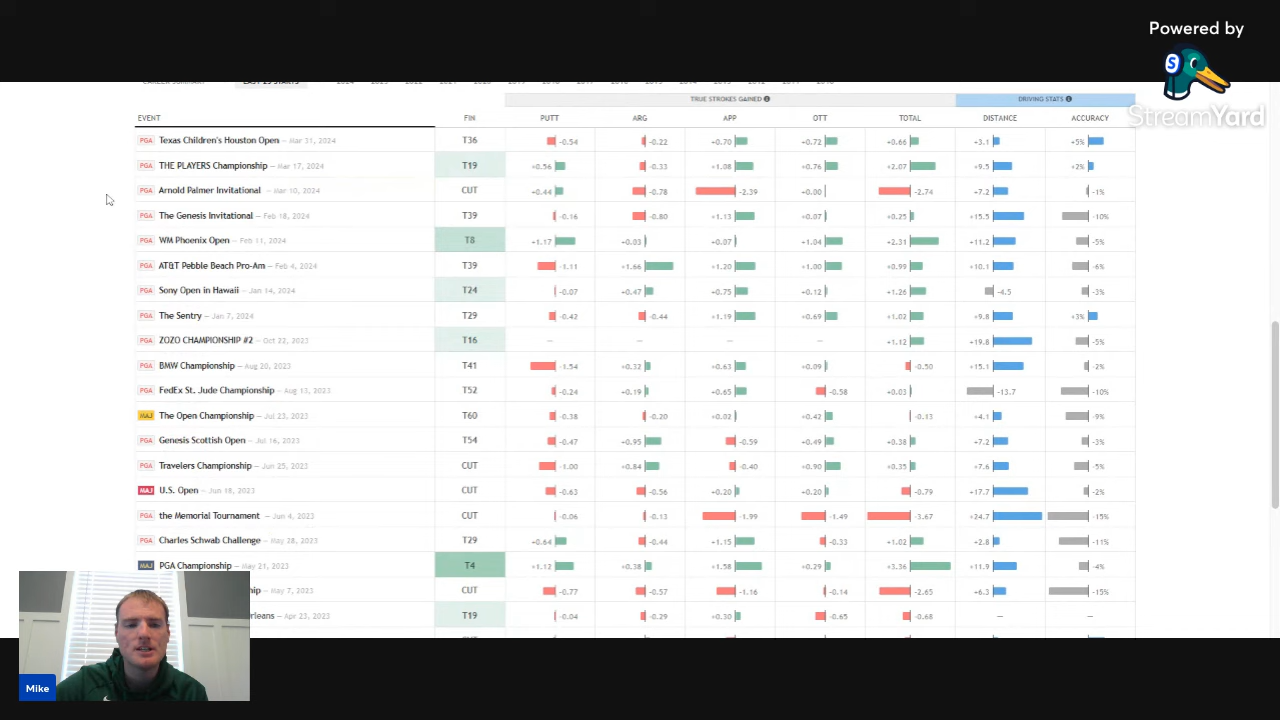 Powered by
S
StreamYard
LAST 25 STARTS
TRUE STROKES GAINED DRIVING STATS
EVENT FIN PUTT ARG APP OTT TOTAL DISTANCE ACCURACY
PGA Texas Children's Houston Open — Mar 31, 2024 T36 -0.54 -0.22 +0.70 +0.72 +0.66 +3.1 +5%
PGA THE PLAYERS Championship — Mar 17, 2024 T19 +0.56 -0.33 +1.08 +0.76 +2.07 +9.5 +2%
PGA Arnold Palmer Invitational — Mar 10, 2024 CUT +0.44 -0.78 -2.39 +0.00 -2.74 +7.2 -1%
PGA The Genesis Invitational — Feb 18, 2024 T39 -0.16 -0.80 +1.13 +0.07 +0.25 +15.5 -10%
PGA WM Phoenix Open — Feb 11, 2024 T8 +1.17 +0.03 +0.07 +1.04 +2.31 +11.2 -5%
PGA AT&T Pebble Beach Pro-Am — Feb 4, 2024 T39 -1.11 +1.66 +1.20 +1.00 +0.99 +10.1 -6%
PGA Sony Open in Hawaii — Jan 14, 2024 T24 -0.07 +0.47 +0.75 +0.12 +1.26 -4.5 -3%
PGA The Sentry — Jan 7, 2024 T29 -0.42 -0.44 +1.19 +0.69 +1.02 +9.8 +3%
PGA ZOZO CHAMPIONSHIP #2 — Oct 22, 2023 T16 — — — — +1.12 +19.8 -5%
PGA BMW Championship — Aug 20, 2023 T41 -1.54 +0.32 +0.63 +0.09 -0.50 +15.1 -2%
PGA FedEx St. Jude Championship — Aug 13, 2023 T52 -0.24 +0.19 +0.65 -0.58 +0.03 -13.7 -10%
MAJ The Open Championship — Jul 23, 2023 T60 -0.38 -0.20 +0.02 +0.42 -0.13 +4.1 -9%
PGA Genesis Scottish Open — Jul 16, 2023 T54 -0.47 +0.95 -0.59 +0.49 +0.38 +7.2 -3%
PGA Travelers Championship — Jun 25, 2023 CUT -1.00 +0.84 -0.40 +0.90 +0.35 +7.6 -5%
MAJ U.S. Open — Jun 18, 2023 CUT -0.63 -0.56 +0.20 +0.20 -0.79 +17.7 -2%
PGA the Memorial Tournament — Jun 4, 2023 CUT -0.06 -0.13 -1.99 -1.49 -3.67 +24.7 -15%
PGA Charles Schwab Challenge — May 28, 2023 T29 +0.64 -0.44 +1.15 -0.33 +1.02 +2.8 -11%
MAJ PGA Championship — May 21, 2023 T4 +1.12 +0.38 +1.58 +0.29 +3.36 +11.9 -4%
hip — May 7, 2023 CUT -0.77 -0.57 -1.16 -0.14 -2.65 +6.3 -15%
rleans — Apr 23, 2023 T19 -0.04 -0.29 +0.30 -0.65 -0.68 — —
Mike